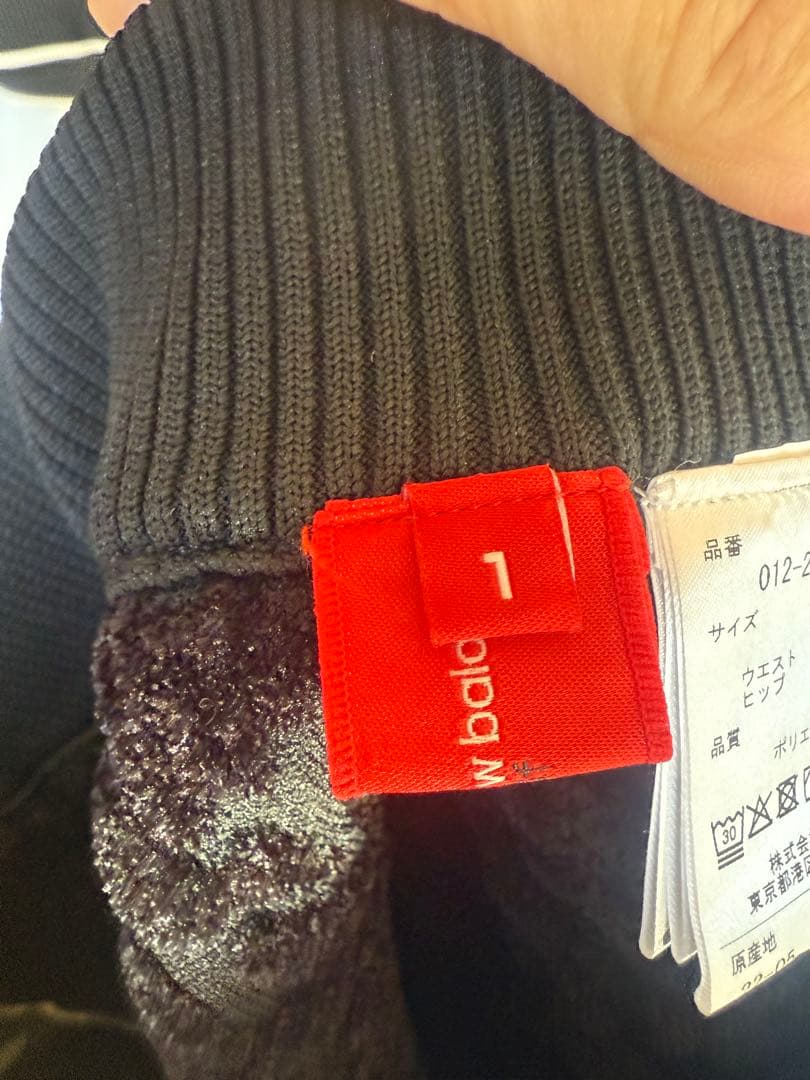 1
w bala
品番
012-2
サイズ
ウエスト
ヒップ
品質 ポリエ
30
株式会
東京都港区
原産地